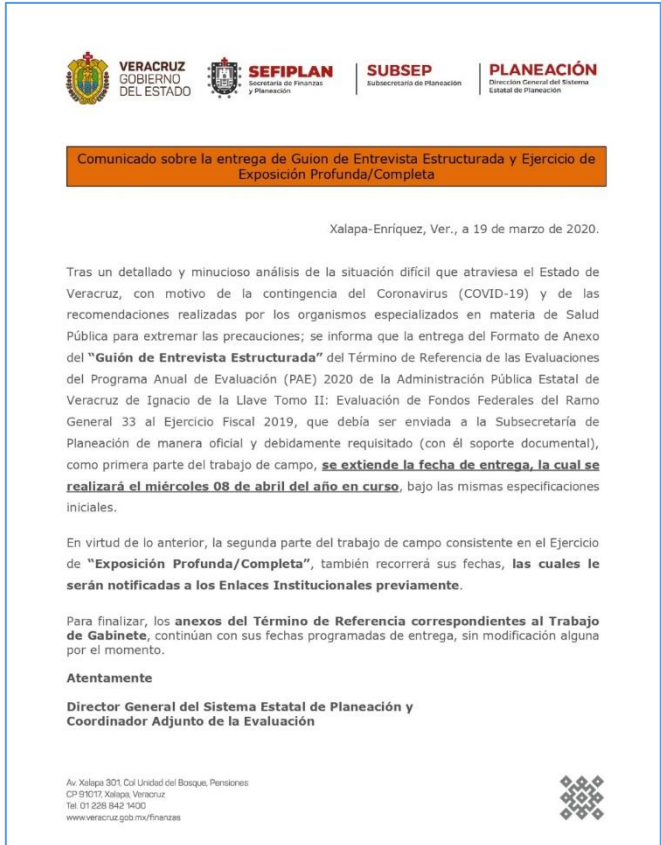 VERACRUZ
GOBIERNO
DEL ESTADO
SEFIPLAN
Secretaría de Finanzas
y Planeación
SUBSEP
Subsecretaría de Planeación
PLANEACIÓN
Dirección General del Sistema
Estatal de Planeación
Comunicado sobre la entrega de Guion de Entrevista Estructurada y Ejercicio de
Exposición Profunda/Completa
Xalapa-Enríquez, Ver., a 19 de marzo de 2020.
Tras un detallado y minucioso análisis de la situación difícil que atraviesa el Estado de
Veracruz, con motivo de la contingencia del Coronavirus (COVID-19) y de las
recomendaciones realizadas por los organismos especializados en materia de Salud
Pública para extremar las precauciones; se informa que la entrega del Formato de Anexo
del “Guión de Entrevista Estructurada” del Término de Referencia de las Evaluaciones
del Programa Anual de Evaluación (PAE) 2020 de la Administración Pública Estatal de
Veracruz de Ignacio de la Llave Tomo II: Evaluación de Fondos Federales del Ramo
General 33 al Ejercicio Fiscal 2019, que debía ser enviada a la Subsecretaría de
Planeación de manera oficial y debidamente requisitado (con él soporte documental),
como primera parte del trabajo de campo, se extiende la fecha de entrega, la cual se
realizará el miércoles 08 de abril del año en curso, bajo las mismas especificaciones
iniciales.
En virtud de lo anterior, la segunda parte del trabajo de campo consistente en el Ejercicio
de “Exposición Profunda/Completa”, también recorrerá sus fechas, las cuales le
serán notificadas a los Enlaces Institucionales previamente.
Para finalizar, los anexos del Término de Referencia correspondientes al Trabajo
de Gabinete, continúan con sus fechas programadas de entrega, sin modificación alguna
por el momento.
Atentamente
Director General del Sistema Estatal de Planeación y
Coordinador Adjunto de la Evaluación
Av. Xalapa 301, Col Unidad del Bosque, Pensiones
CP 91017, Xalapa, Veracruz
Tel. 01 228 842 1400
www.veracruz.gob.mx/finanzas